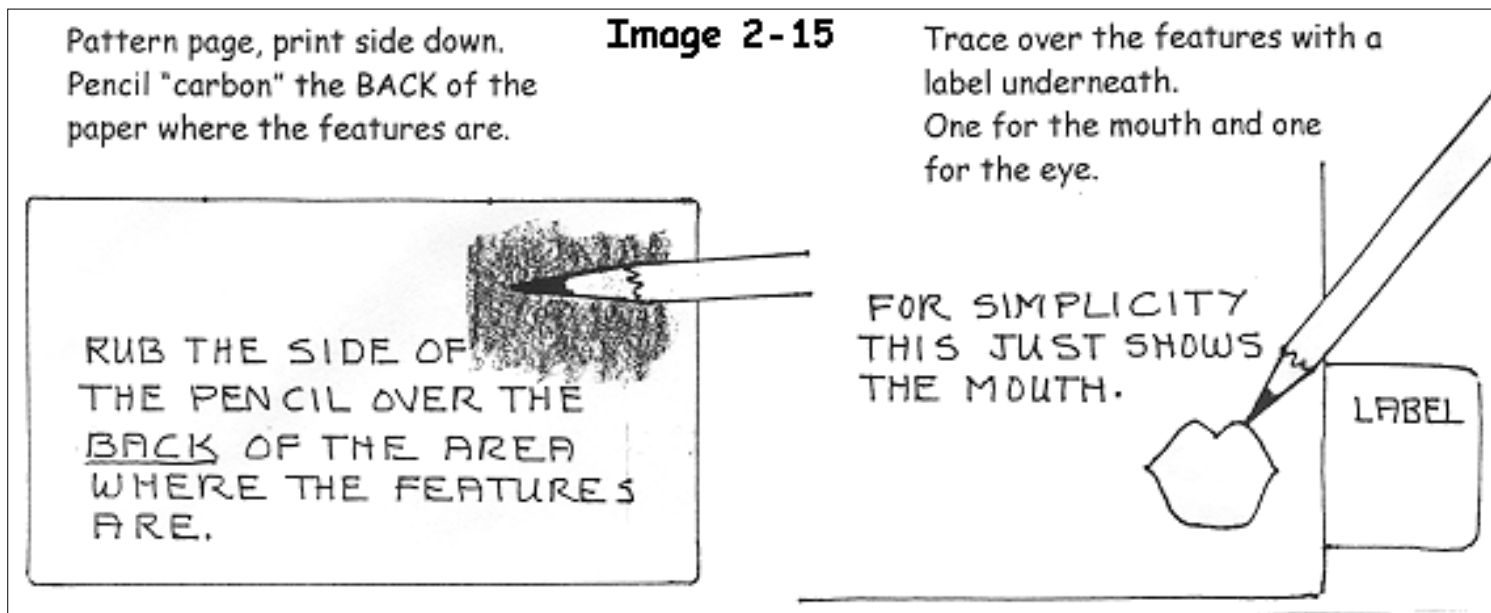 Image 2-15
Pattern page, print side down.
Pencil “carbon” the BACK of the
paper where the features are.
RUB THE SIDE OF
THE PENCIL OVER THE
BACK OF THE AREA
WHERE THE FEATURES
ARE.
Trace over the features with a
label underneath.
One for the mouth and one
for the eye.
FOR SIMPLICITY
THIS JUST SHOWS
THE MOUTH.
LABEL